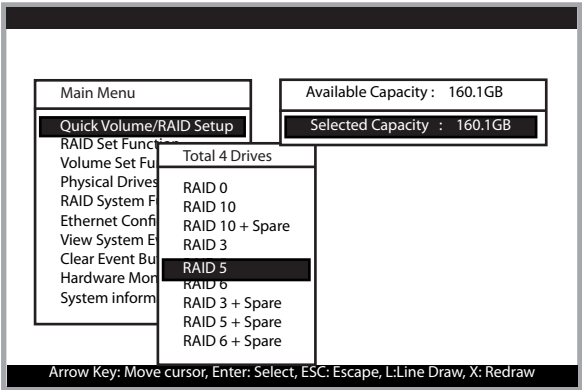 Main Menu
Quick Volume/RAID Setup
RAID Set Function
Volume Set Fu
Physical Drives
RAID System F
Ethernet Confi
View System E
Clear Event Bu
Hardware Mon
System inform
Total 4 Drives
RAID 0
RAID 10
RAID 10 + Spare
RAID 3
RAID 5
RAID 6
RAID 3 + Spare
RAID 5 + Spare
RAID 6 + Spare
Available Capacity : 160.1GB
Selected Capacity : 160.1GB
Arrow Key: Move cursor, Enter: Select, ESC: Escape, L:Line Draw, X: Redraw